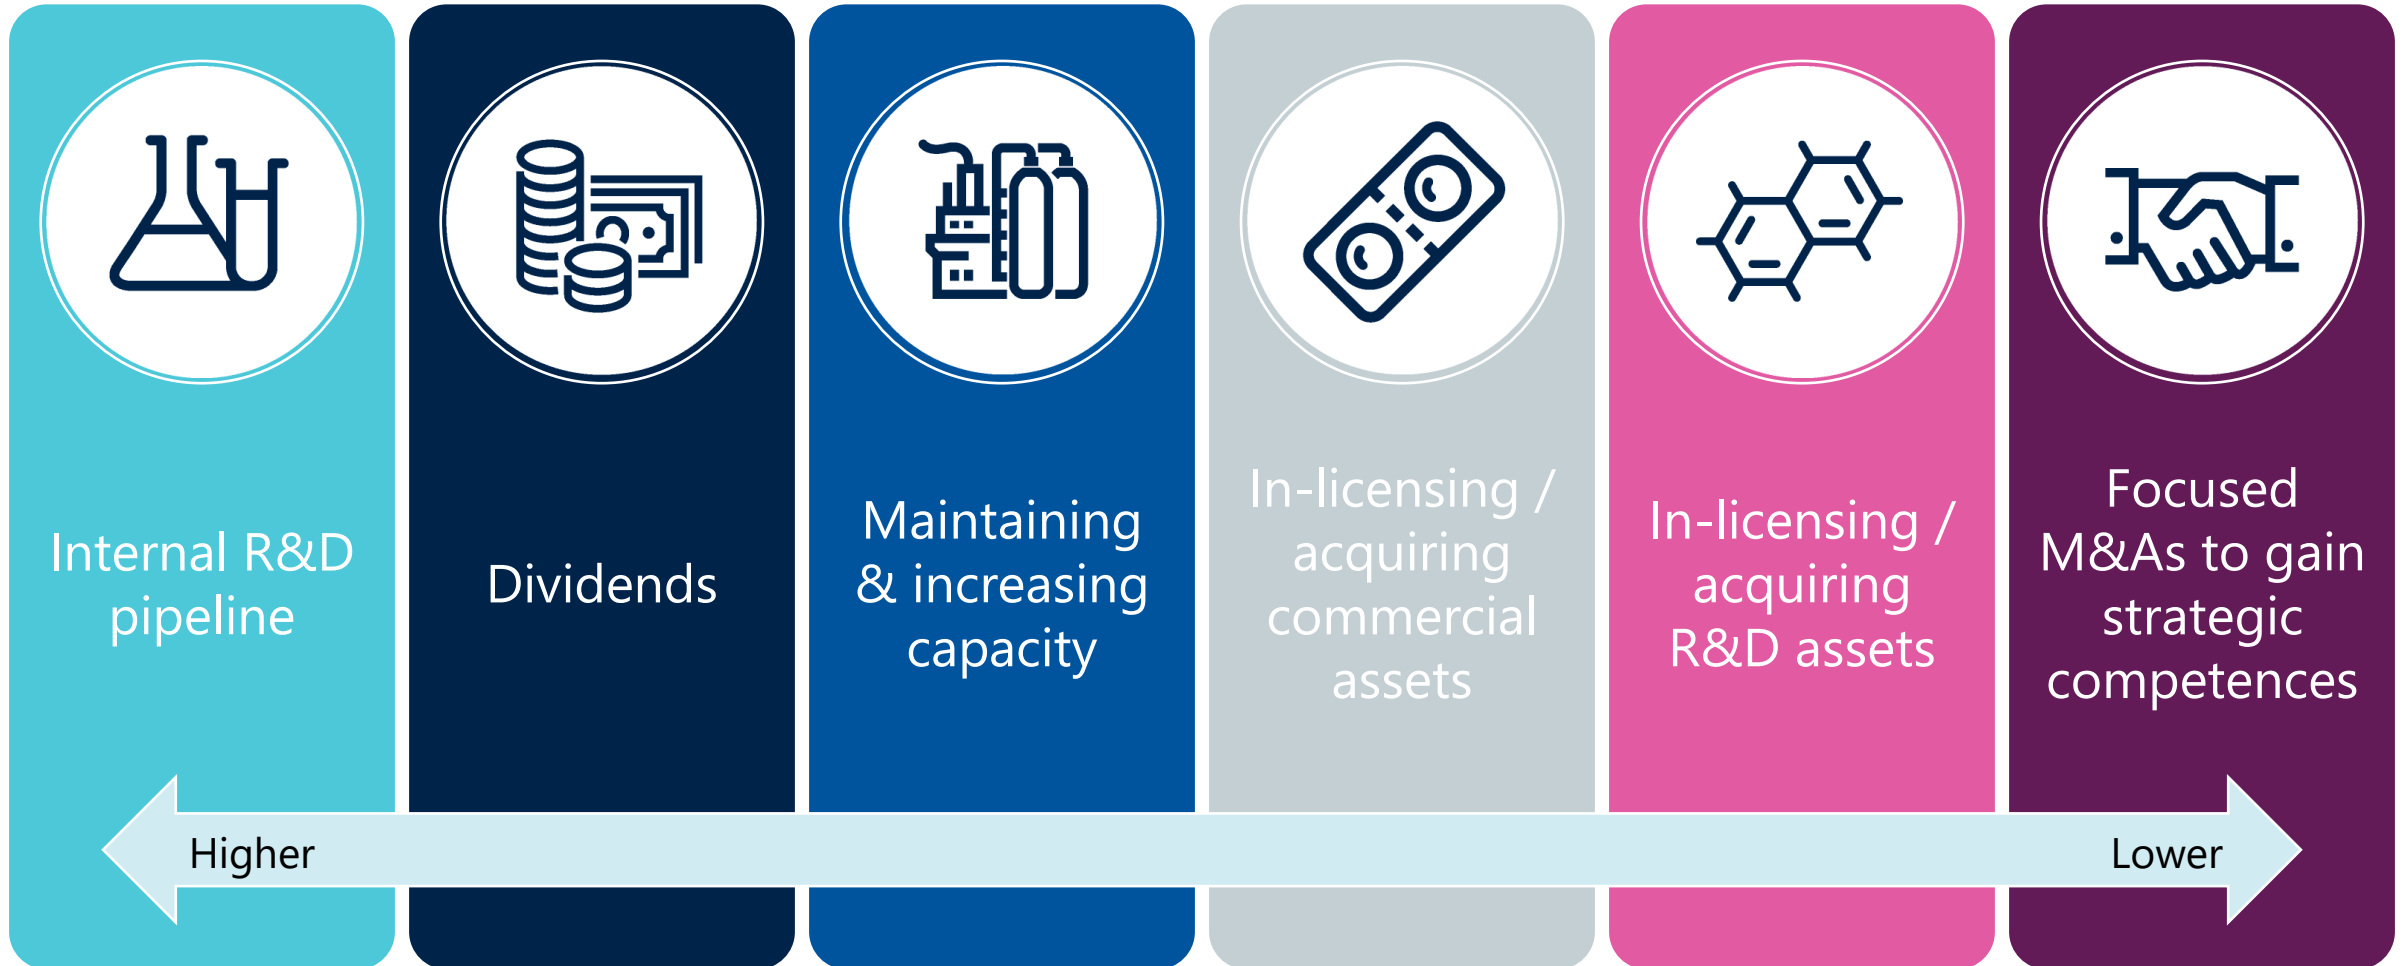 Internal R&D
pipeline
Dividends
Maintaining
& increasing
capacity
In-licensing /
acquiring
commercial
assets
In-licensing /
acquiring
R&D assets
Focused
M&As to gain
strategic
competences
Higher
Lower